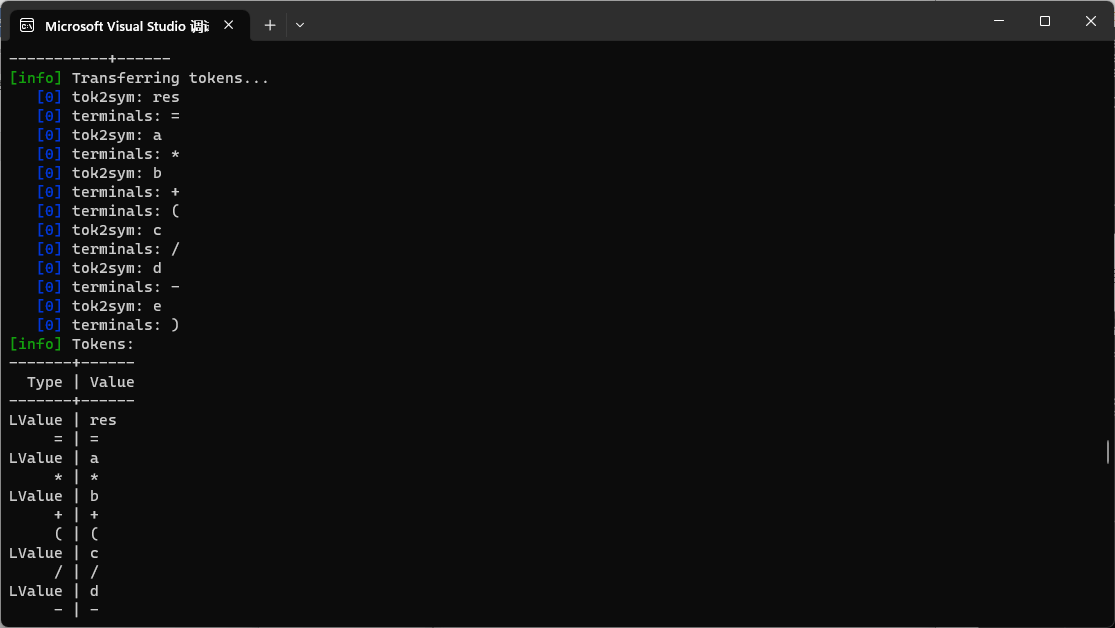 Microsoft Visual Studio 调试
-----------+------
[info] Transferring tokens...
[0] tok2sym: res
[0] terminals: =
[0] tok2sym: a
[0] terminals: *
[0] tok2sym: b
[0] terminals: +
[0] terminals: (
[0] tok2sym: c
[0] terminals: /
[0] tok2sym: d
[0] terminals: -
[0] tok2sym: e
[0] terminals: )
[info] Tokens:
-------+------
Type | Value
-------+------
LValue | res
= | =
LValue | a
* | *
LValue | b
+ | +
( | (
LValue | c
/ | /
LValue | d
- | -